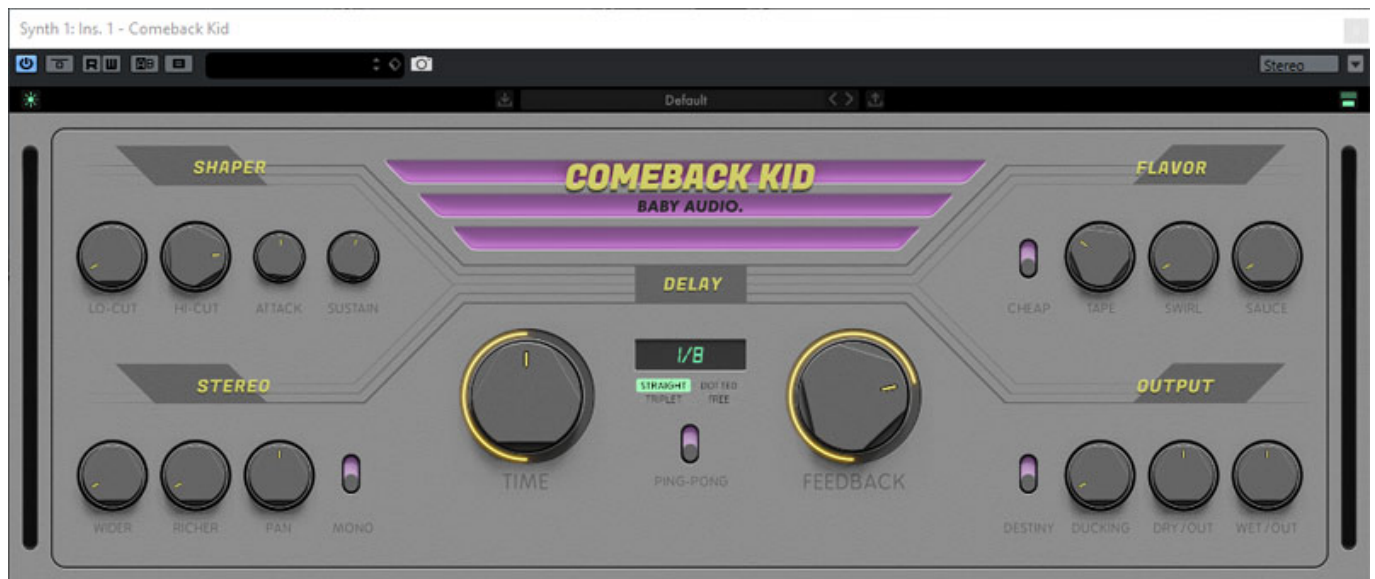 Synth 1: Ins. 1 - Comeback Kid
R W
Stereo
Default
SHAPER
COMEBACK KID
BABY AUDIO.
FLAVOR
LO-CUT HI-CUT ATTACK SUSTAIN
DELAY
CHEAP TAPE SWIRL SAUCE
1/8
STRAIGHT DOTTED
TRIPLET FREE
STEREO
OUTPUT
TIME
PING-PONG
FEEDBACK
WIDER RICHER PAN MONO
DESTINY DUCKING DRY/OUT WET/OUT